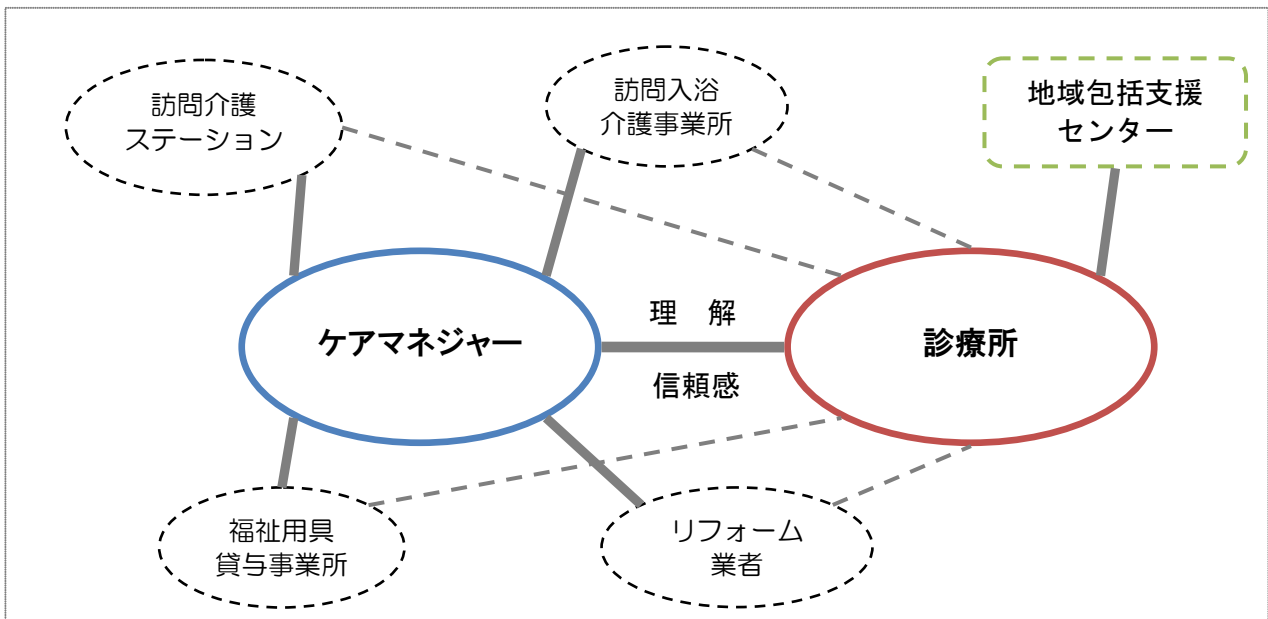 訪問介護
ステーション
訪問入浴
介護事業所
地域包括支援
センター
ケアマネジャー
理　解
信頼感
診療所
福祉用具
貸与事業所
リフォーム
業者